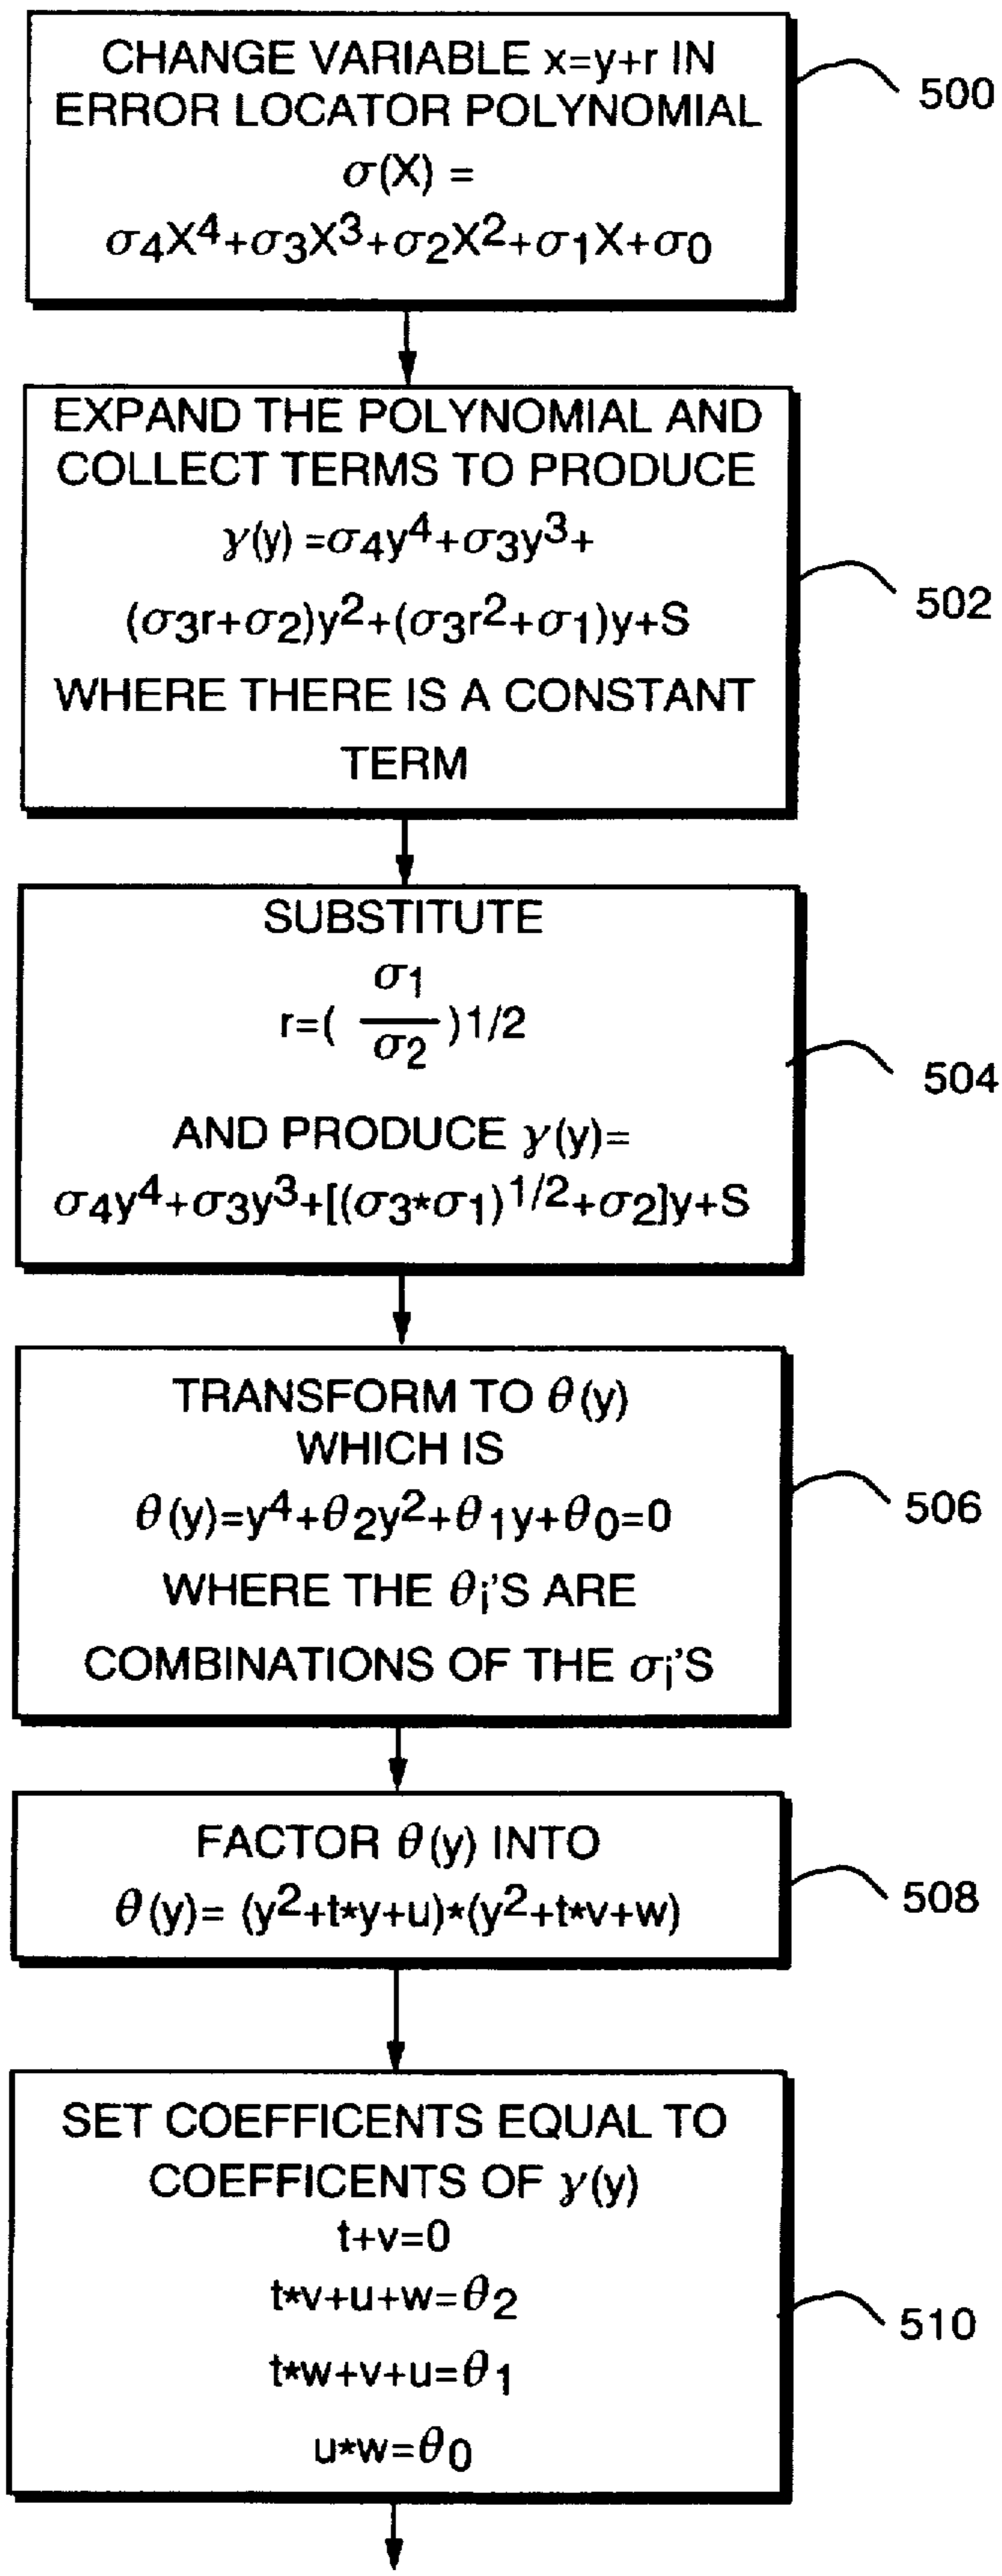 CHANGE VARIABLE x=y+r IN
ERROR LOCATOR POLYNOMIAL
σ(X) =
σ₄X⁴+σ₃X³+σ₂X²+σ₁X+σ₀
500
EXPAND THE POLYNOMIAL AND
COLLECT TERMS TO PRODUCE
γ(y) =σ₄y⁴+σ₃y³+
(σ₃r+σ₂)y²+(σ₃r²+σ₁)y+S
WHERE THERE IS A CONSTANT
TERM
502
SUBSTITUTE
σ₁
r=( ― )1/2
σ₂
AND PRODUCE γ(y)=
σ₄y⁴+σ₃y³+[(σ₃*σ₁)¹/²+σ₂]y+S
504
TRANSFORM TO θ(y)
WHICH IS
θ(y)=y⁴+θ₂y²+θ₁y+θ₀=0
WHERE THE θᵢ'S ARE
COMBINATIONS OF THE σᵢ'S
506
FACTOR θ(y) INTO
θ(y)= (y²+t*y+u)*(y²+t*v+w)
508
SET COEFFICENTS EQUAL TO
COEFFICENTS OF γ(y)
t+v=0
t*v+u+w=θ₂
t*w+v+u=θ₁
u*w=θ₀
510